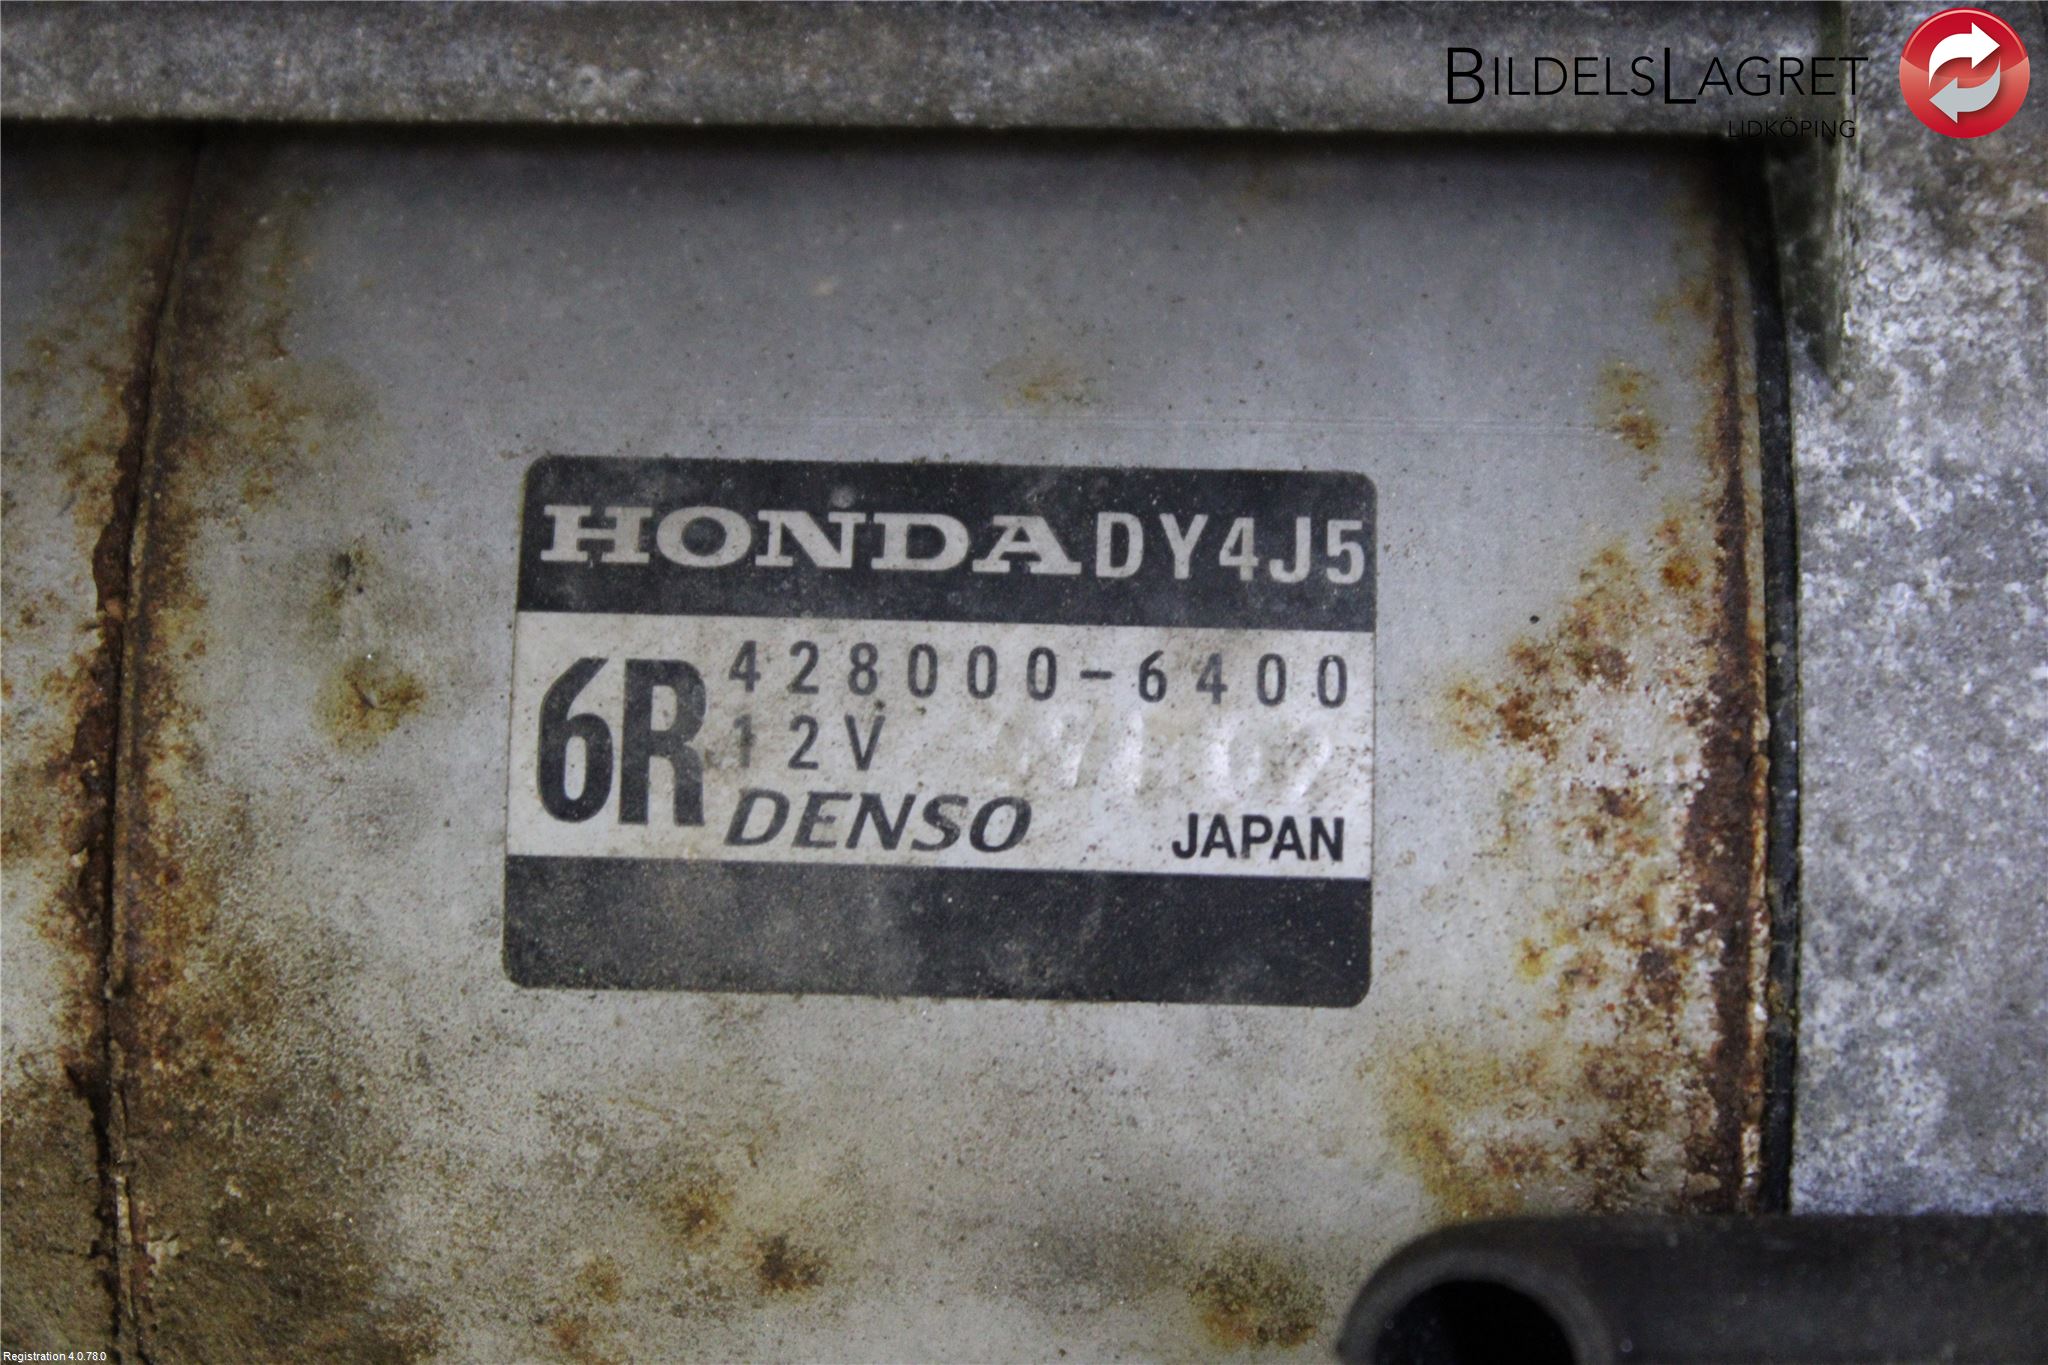 BILDELSLAGRET
LIDKÖPING
HONDA DY4J5
6R 428000-6400
12V
DENSO JAPAN
Registration 4.0.78.0